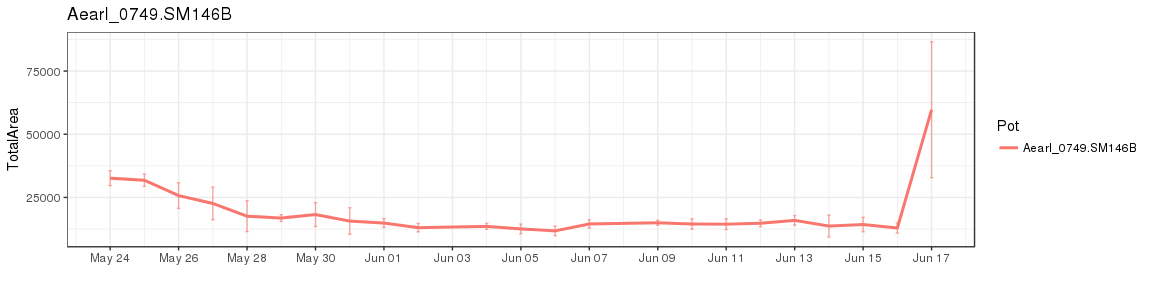 Aearl_0749.SM146B
75000
50000
25000
TotalArea
May 24 May 26 May 28 May 30 Jun 01 Jun 03 Jun 05 Jun 07 Jun 09 Jun 11 Jun 13 Jun 15 Jun 17
Pot
Aearl_0749.SM146B